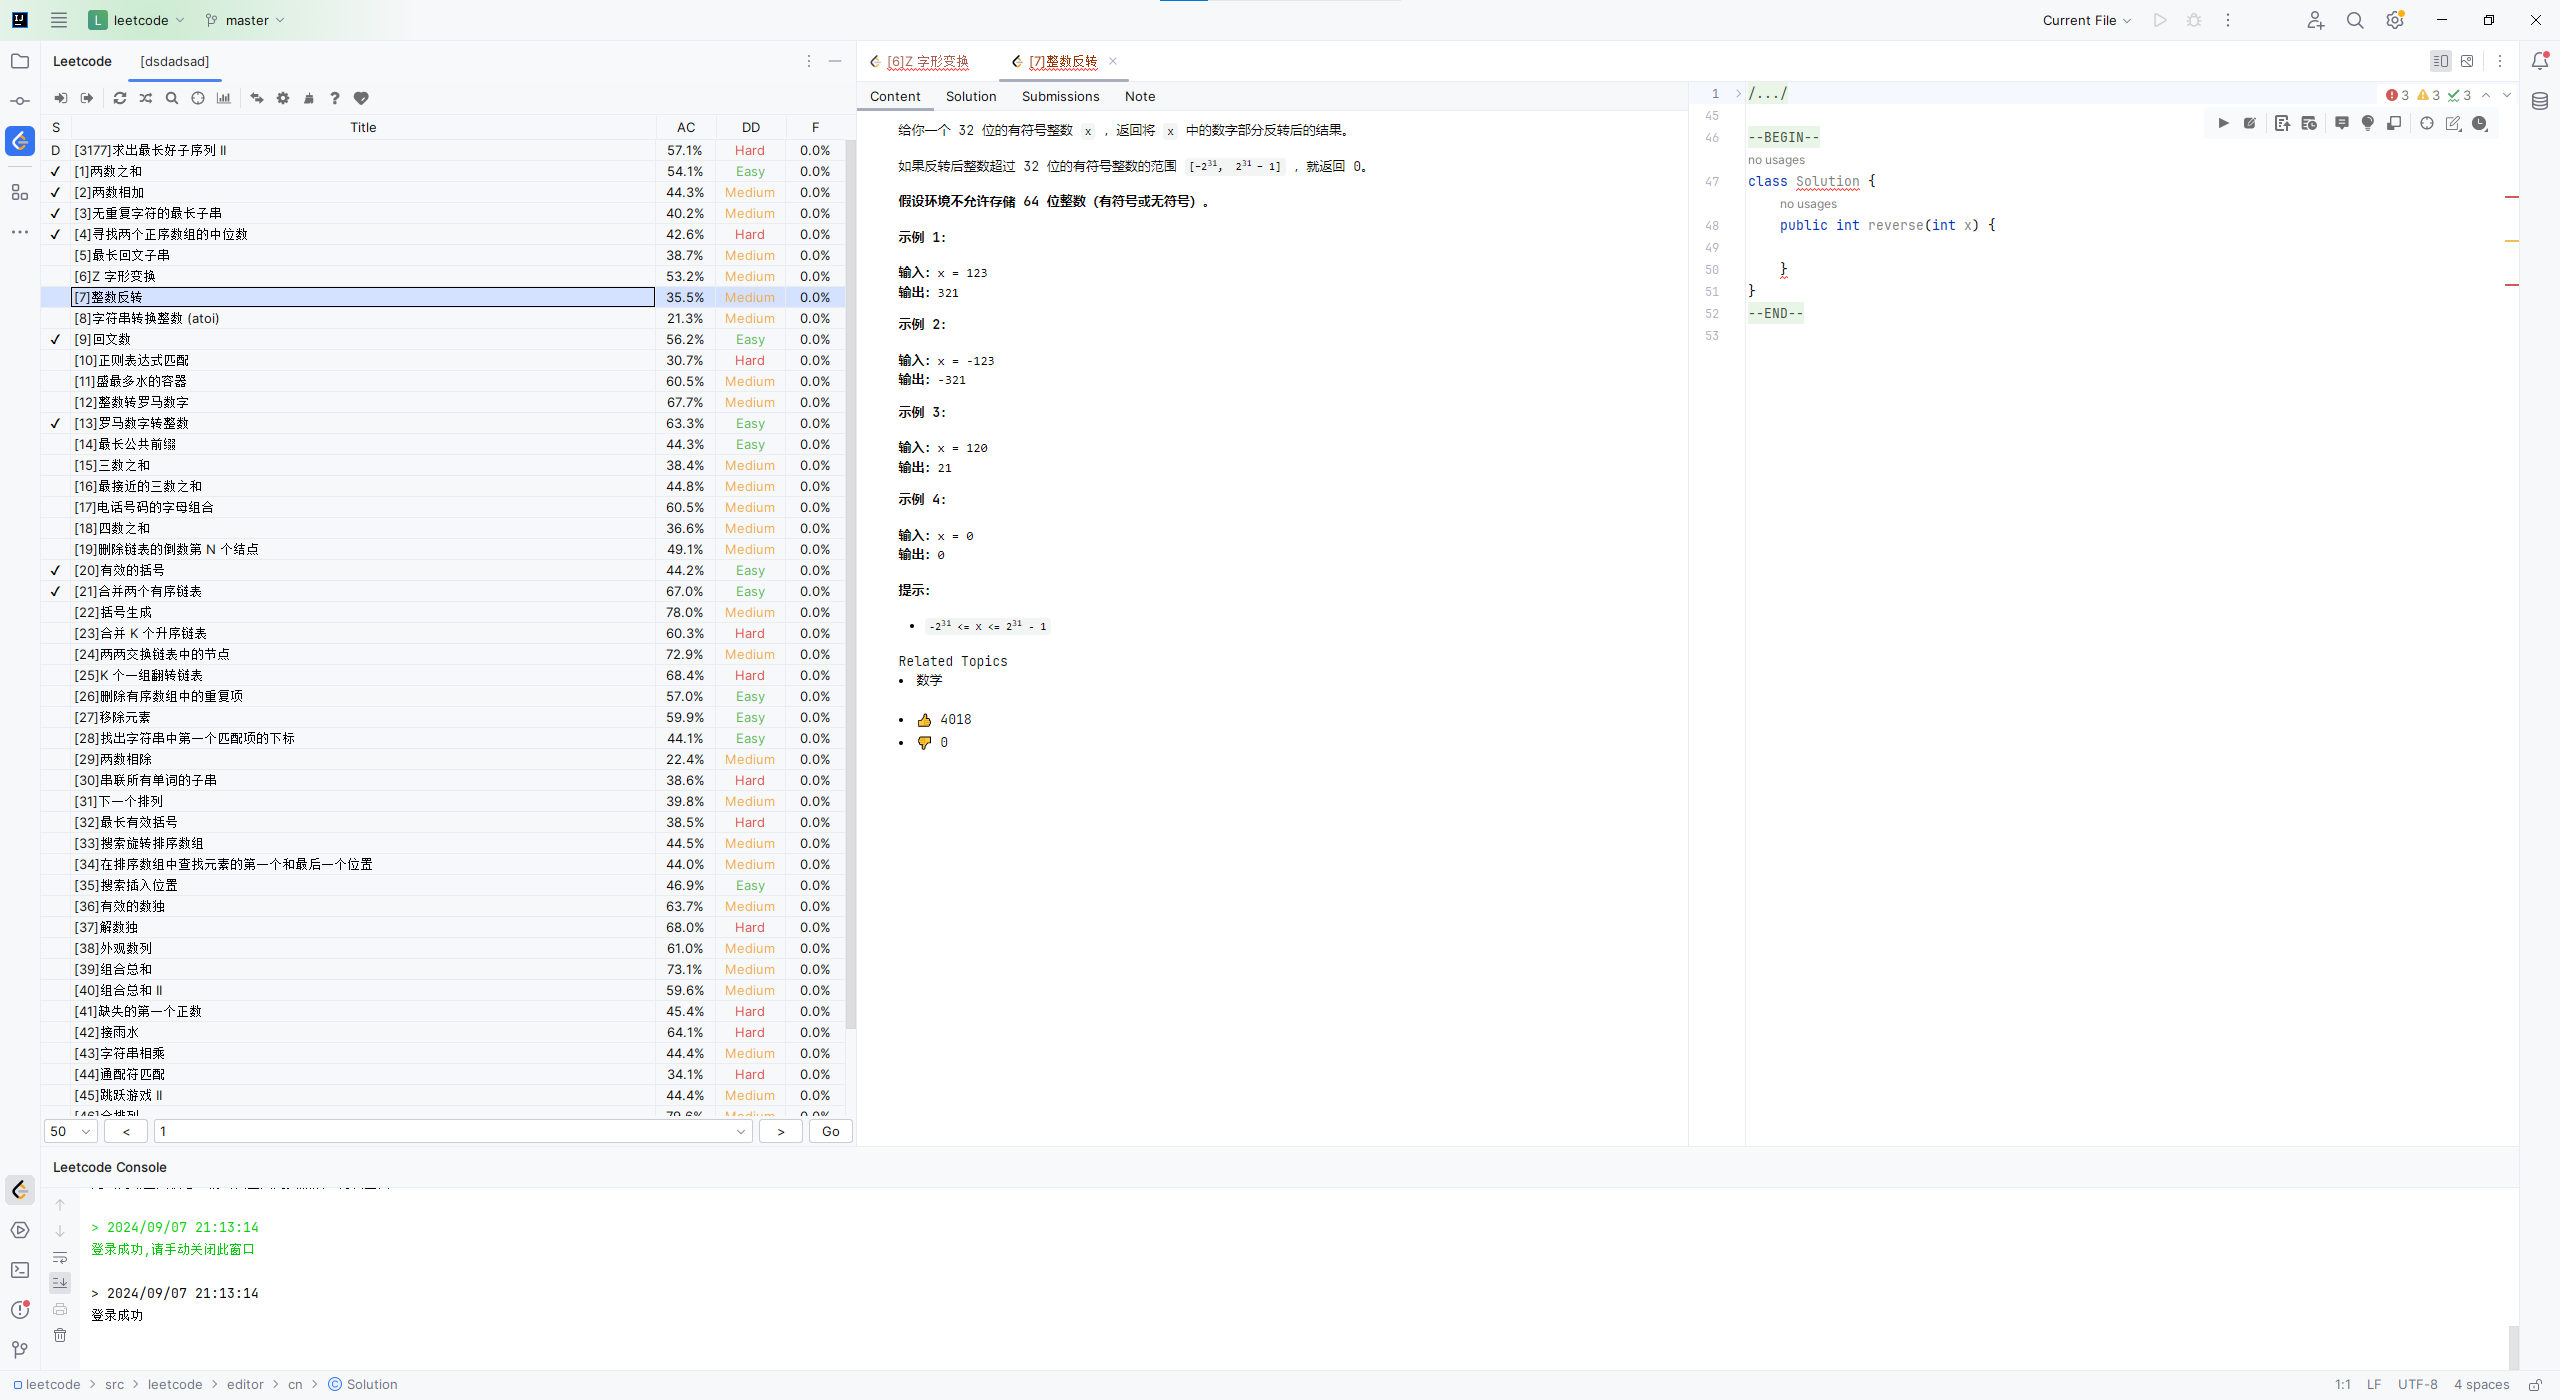 leetcode master Current File
Leetcode [dsdadsad]
S Title AC DD F
D [3177]求出最长好子序列 II 57.1% Hard 0.0%
✔ [1]两数之和 54.1% Easy 0.0%
✔ [2]两数相加 44.3% Medium 0.0%
✔ [3]无重复字符的最长子串 40.2% Medium 0.0%
✔ [4]寻找两个正序数组的中位数 42.6% Hard 0.0%
[5]最长回文子串 38.7% Medium 0.0%
[6]Z 字形变换 53.2% Medium 0.0%
[7]整数反转 35.5% Medium 0.0%
[8]字符串转换整数 (atoi) 21.3% Medium 0.0%
✔ [9]回文数 56.2% Easy 0.0%
[10]正则表达式匹配 30.7% Hard 0.0%
[11]盛最多水的容器 60.5% Medium 0.0%
[12]整数转罗马数字 67.7% Medium 0.0%
✔ [13]罗马数字转整数 63.3% Easy 0.0%
[14]最长公共前缀 44.3% Easy 0.0%
[15]三数之和 38.4% Medium 0.0%
[16]最接近的三数之和 44.8% Medium 0.0%
[17]电话号码的字母组合 60.5% Medium 0.0%
[18]四数之和 36.6% Medium 0.0%
[19]删除链表的倒数第 N 个结点 49.1% Medium 0.0%
✔ [20]有效的括号 44.2% Easy 0.0%
✔ [21]合并两个有序链表 67.0% Easy 0.0%
[22]括号生成 78.0% Medium 0.0%
[23]合并 K 个升序链表 60.3% Hard 0.0%
[24]两两交换链表中的节点 72.9% Medium 0.0%
[25]K 个一组翻转链表 68.4% Hard 0.0%
[26]删除有序数组中的重复项 57.0% Easy 0.0%
[27]移除元素 59.9% Easy 0.0%
[28]找出字符串中第一个匹配项的下标 44.1% Easy 0.0%
[29]两数相除 22.4% Medium 0.0%
[30]串联所有单词的子串 38.6% Hard 0.0%
[31]下一个排列 39.8% Medium 0.0%
[32]最长有效括号 38.5% Hard 0.0%
[33]搜索旋转排序数组 44.5% Medium 0.0%
[34]在排序数组中查找元素的第一个和最后一个位置 44.0% Medium 0.0%
[35]搜索插入位置 46.9% Easy 0.0%
[36]有效的数独 63.7% Medium 0.0%
[37]解数独 68.0% Hard 0.0%
[38]外观数列 61.0% Medium 0.0%
[39]组合总和 73.1% Medium 0.0%
[40]组合总和 II 59.6% Medium 0.0%
[41]缺失的第一个正数 45.4% Hard 0.0%
[42]接雨水 64.1% Hard 0.0%
[43]字符串相乘 44.4% Medium 0.0%
[44]通配符匹配 34.1% Hard 0.0%
[45]跳跃游戏 II 44.4% Medium 0.0%
[46]全排列 79.6% Medium 0.0%
50 < 1 > Go
[6]Z 字形变换 [7]整数反转
Content Solution Submissions Note
给你一个 32 位的有符号整数 x ，返回将 x 中的数字部分反转后的结果。
如果反转后整数超过 32 位的有符号整数的范围 [−2³¹, 2³¹ − 1] ，就返回 0。
假设环境不允许存储 64 位整数（有符号或无符号）。
示例 1：
输入：x = 123
输出：321
示例 2：
输入：x = -123
输出：-321
示例 3：
输入：x = 120
输出：21
示例 4：
输入：x = 0
输出：0
提示：
• -2³¹ <= x <= 2³¹ - 1
Related Topics
• 数学
• 👍 4018
• 👎 0
1 /.../ 3 3 3
45
46 --BEGIN--
no usages
47 class Solution {
no usages
48 public int reverse(int x) {
49
50 }
51 }
52 --END--
53
Leetcode Console
> 2024/09/07 21:13:14
登录成功,请手动关闭此窗口
> 2024/09/07 21:13:14
登录成功
leetcode > src > leetcode > editor > cn > Solution 1:1 LF UTF-8 4 spaces